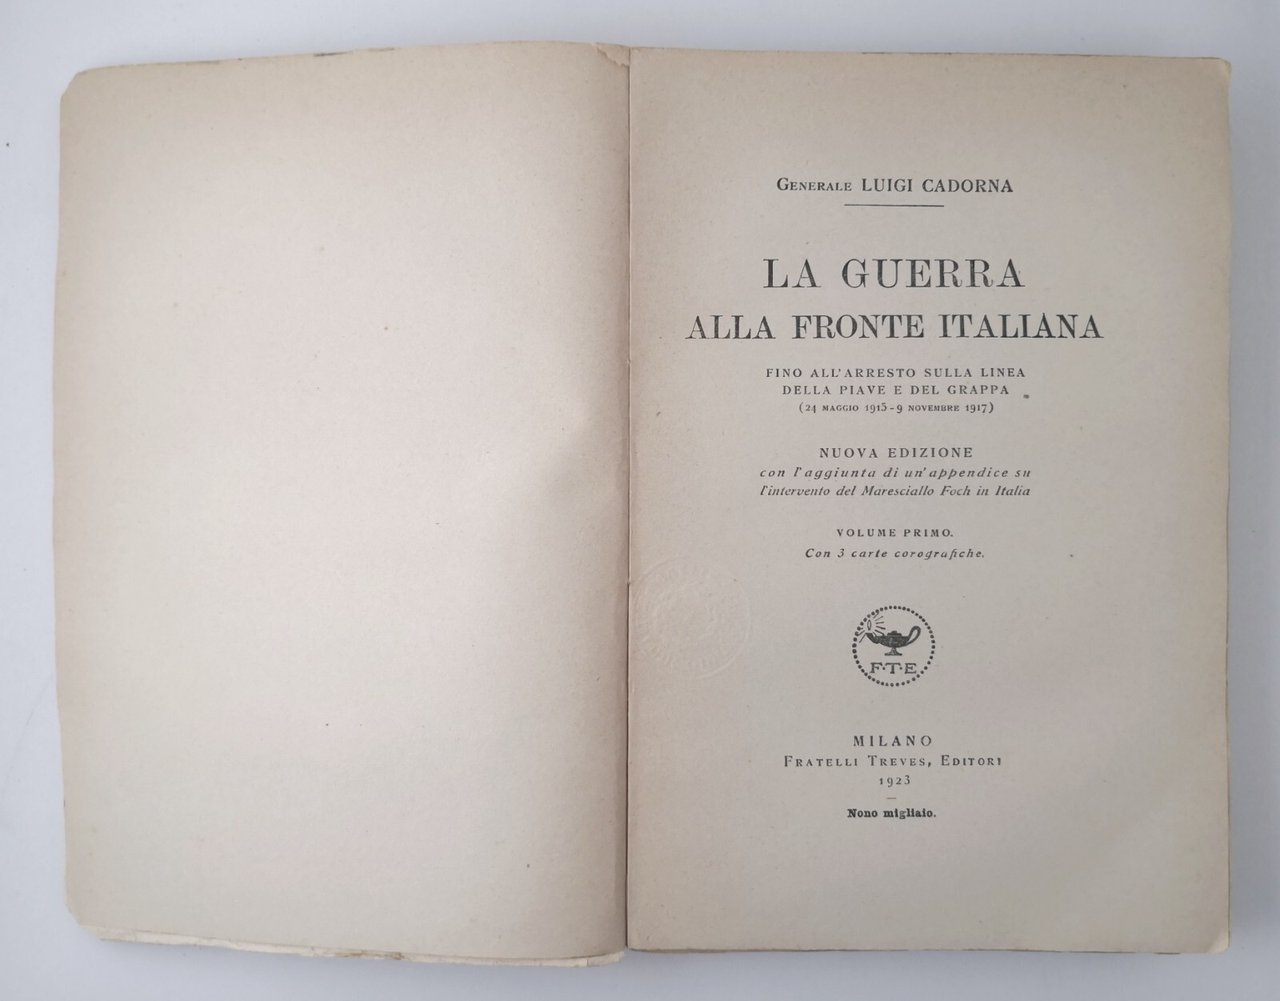 Generale LUIGI CADORNA
LA GUERRA
ALLA FRONTE ITALIANA
FINO ALL'ARRESTO SULLA LINEA
DELLA PIAVE E DEL GRAPPA
(24 MAGGIO 1915-9 NOVEMBRE 1917)
NUOVA EDIZIONE
con l'aggiunta di un'appendice su
l'intervento del Maresciallo Foch in Italia
VOLUME PRIMO.
Con 3 carte corografiche.
F·T·E
MILANO
Fratelli Treves, Editori
1923
Nono migliaio.